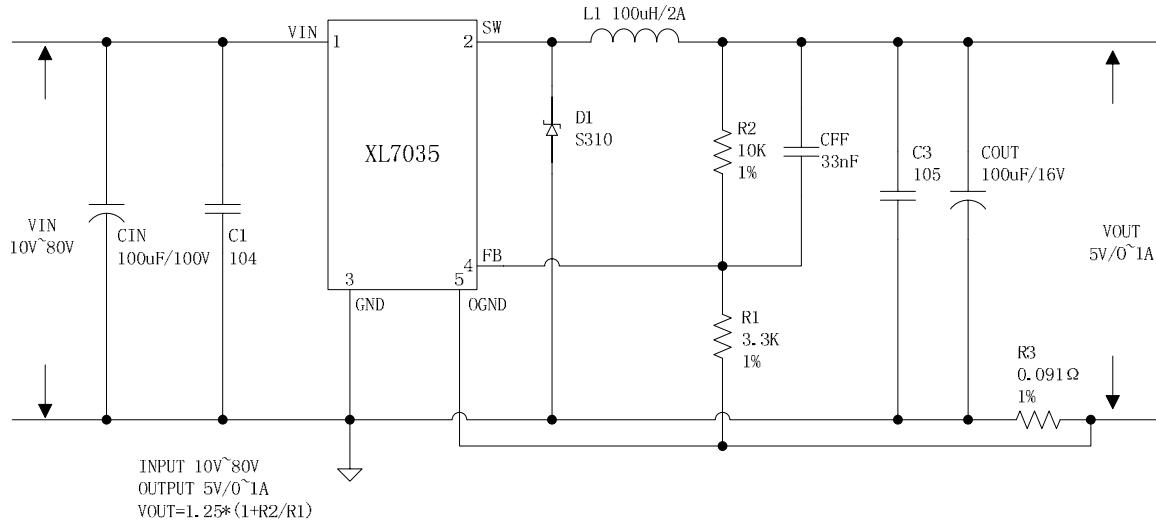 L1 100uH/2A
VIN
1
2
SW
XL7035
D1
S310
R2
10K
1%
CFF
33nF
C3
105
COUT
100uF/16V
VIN
10V~80V
CIN
100uF/100V
C1
104
VOUT
5V/0~1A
4
FB
3
5
GND
OGND
R1
3.3K
1%
R3
0.091Ω
1%
INPUT 10V~80V
OUTPUT 5V/0~1A
VOUT=1.25*(1+R2/R1)